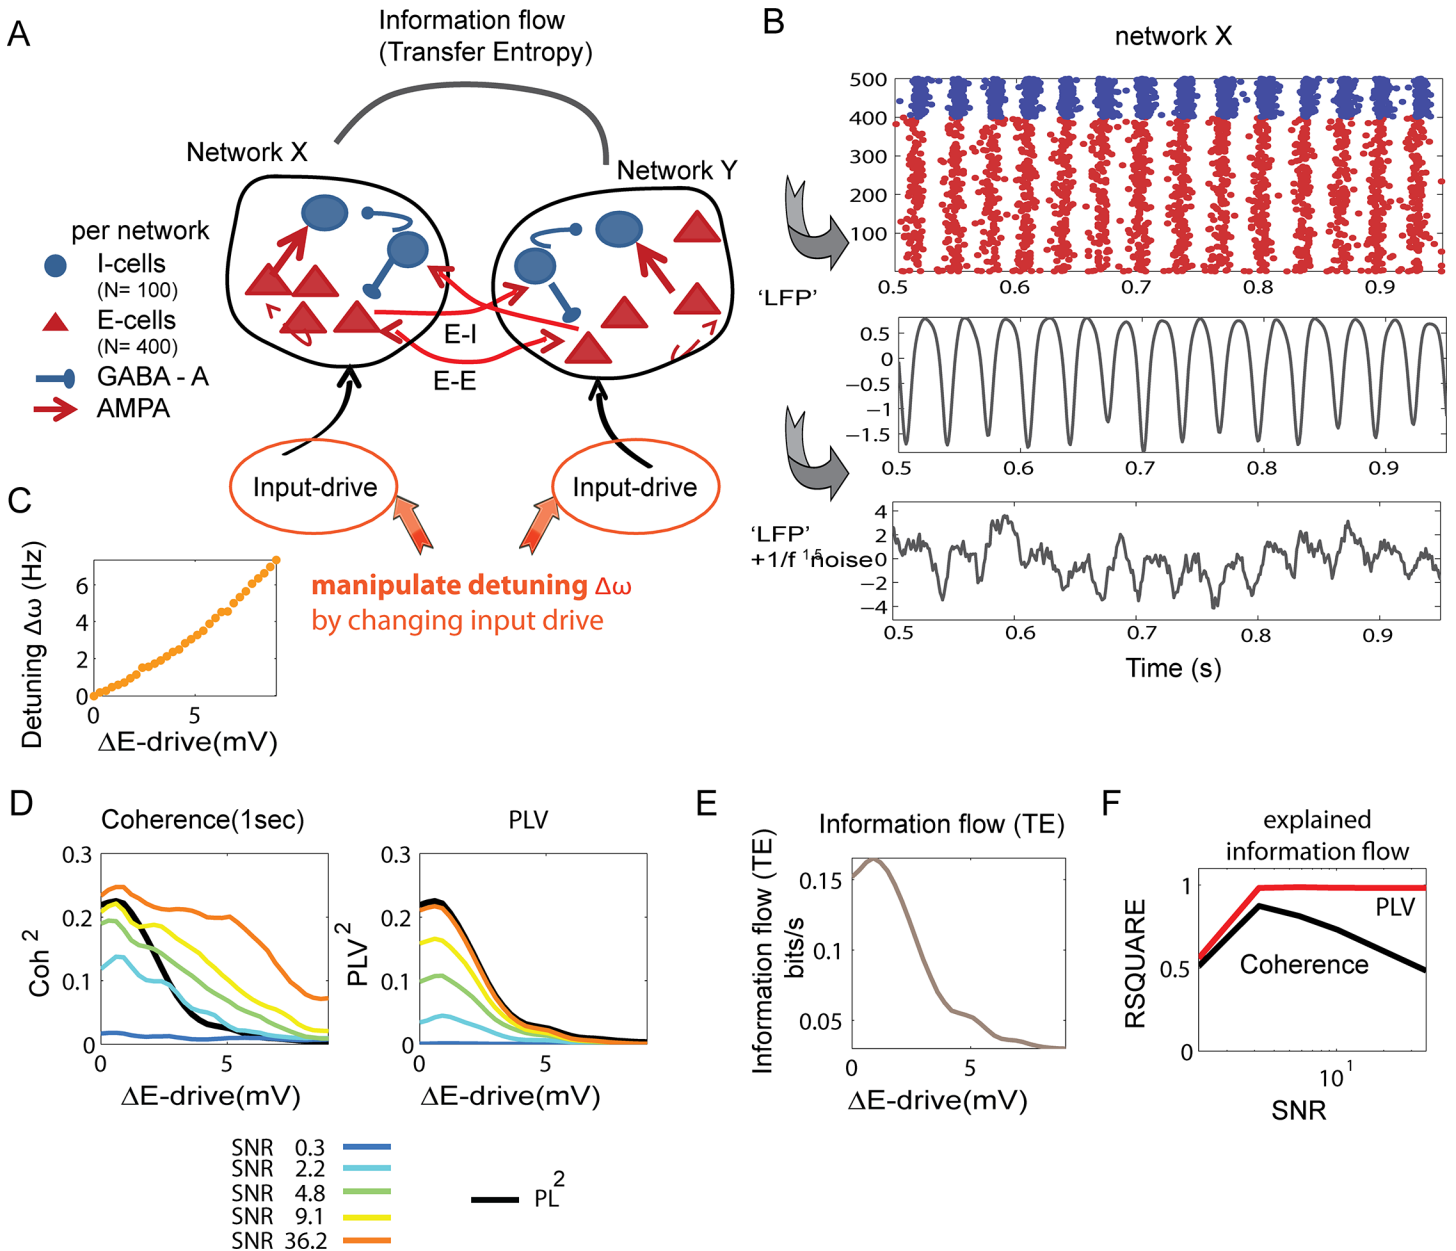 A
Information flow
(Transfer Entropy)
Network X
Network Y
per network
I-cells
(N= 100)
E-cells
(N= 400)
GABA - A
AMPA
E-I
E-E
Input-drive
Input-drive
manipulate detuning Δω
by changing input drive
B
network X
500
400
300
200
100
0.5
0.6
0.7
0.8
0.9
'LFP'
0.5
0
−0.5
−1
−1.5
0.5
0.6
0.7
0.8
0.9
'LFP'
+1/f 1.5 noise
4
2
0
−2
−4
0.5
0.6
0.7
0.8
0.9
Time (s)
C
Detuning Δω (Hz)
6
4
2
0
0
5
ΔE-drive(mV)
D
Coherence(1sec)
Coh 2
0.3
0.2
0.1
0
0
5
ΔE-drive(mV)
PLV
PLV 2
0.3
0.2
0.1
0
0
5
ΔE-drive(mV)
SNR 0.3
SNR 2.2
SNR 4.8
SNR 9.1
SNR 36.2
PL 2
E
Information flow (TE)
Information flow (TE)
bits/s
0.15
0.1
0.05
0
5
ΔE-drive(mV)
F
explained
information flow
RSQUARE
1
0.5
0
PLV
Coherence
10 1
SNR